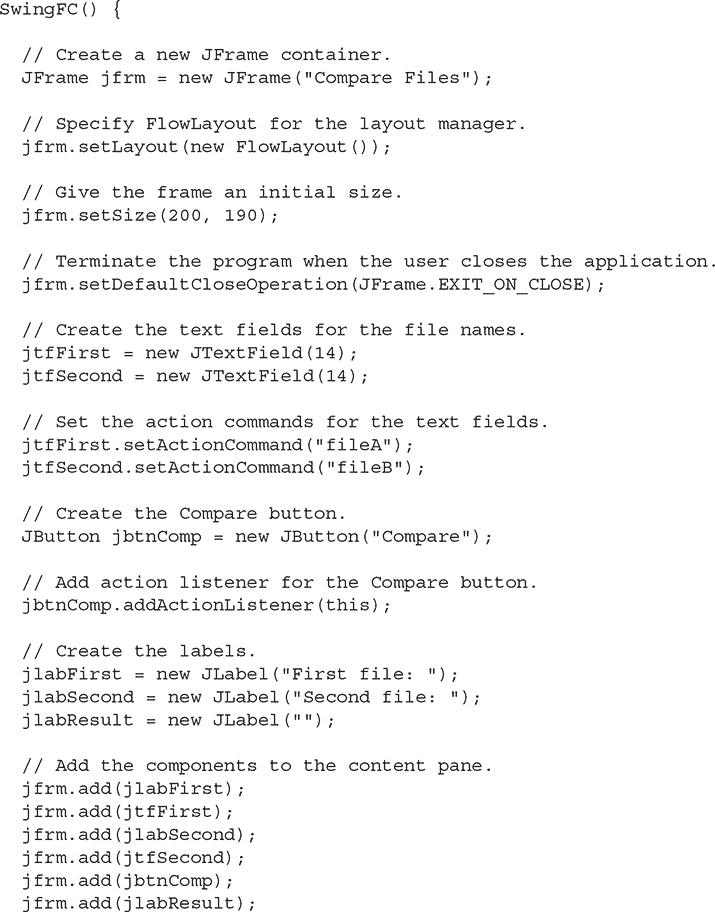 SwingFC() {
// Create a new JFrame container.
JFrame jfrm = new JFrame("Compare Files");
// Specify FlowLayout for the layout manager.
jfrm.setLayout(new FlowLayout());
// Give the frame an initial size.
jfrm.setSize(200, 190);
// Terminate the program when the user closes the application.
jfrm.setDefaultCloseOperation(JFrame.EXIT_ON_CLOSE);
// Create the text fields for the file names.
jtfFirst = new JTextField(14);
jtfSecond = new JTextField(14);
// Set the action commands for the text fields.
jtfFirst.setActionCommand("fileA");
jtfSecond.setActionCommand("fileB");
// Create the Compare button.
JButton jbtnComp = new JButton("Compare");
// Add action listener for the Compare button.
jbtnComp.addActionListener(this);
// Create the labels.
jlabFirst = new JLabel("First file: ");
jlabSecond = new JLabel("Second file: ");
jlabResult = new JLabel("");
// Add the components to the content pane.
jfrm.add(jlabFirst);
jfrm.add(jtfFirst);
jfrm.add(jlabSecond);
jfrm.add(jtfSecond);
jfrm.add(jbtnComp);
jfrm.add(jlabResult);